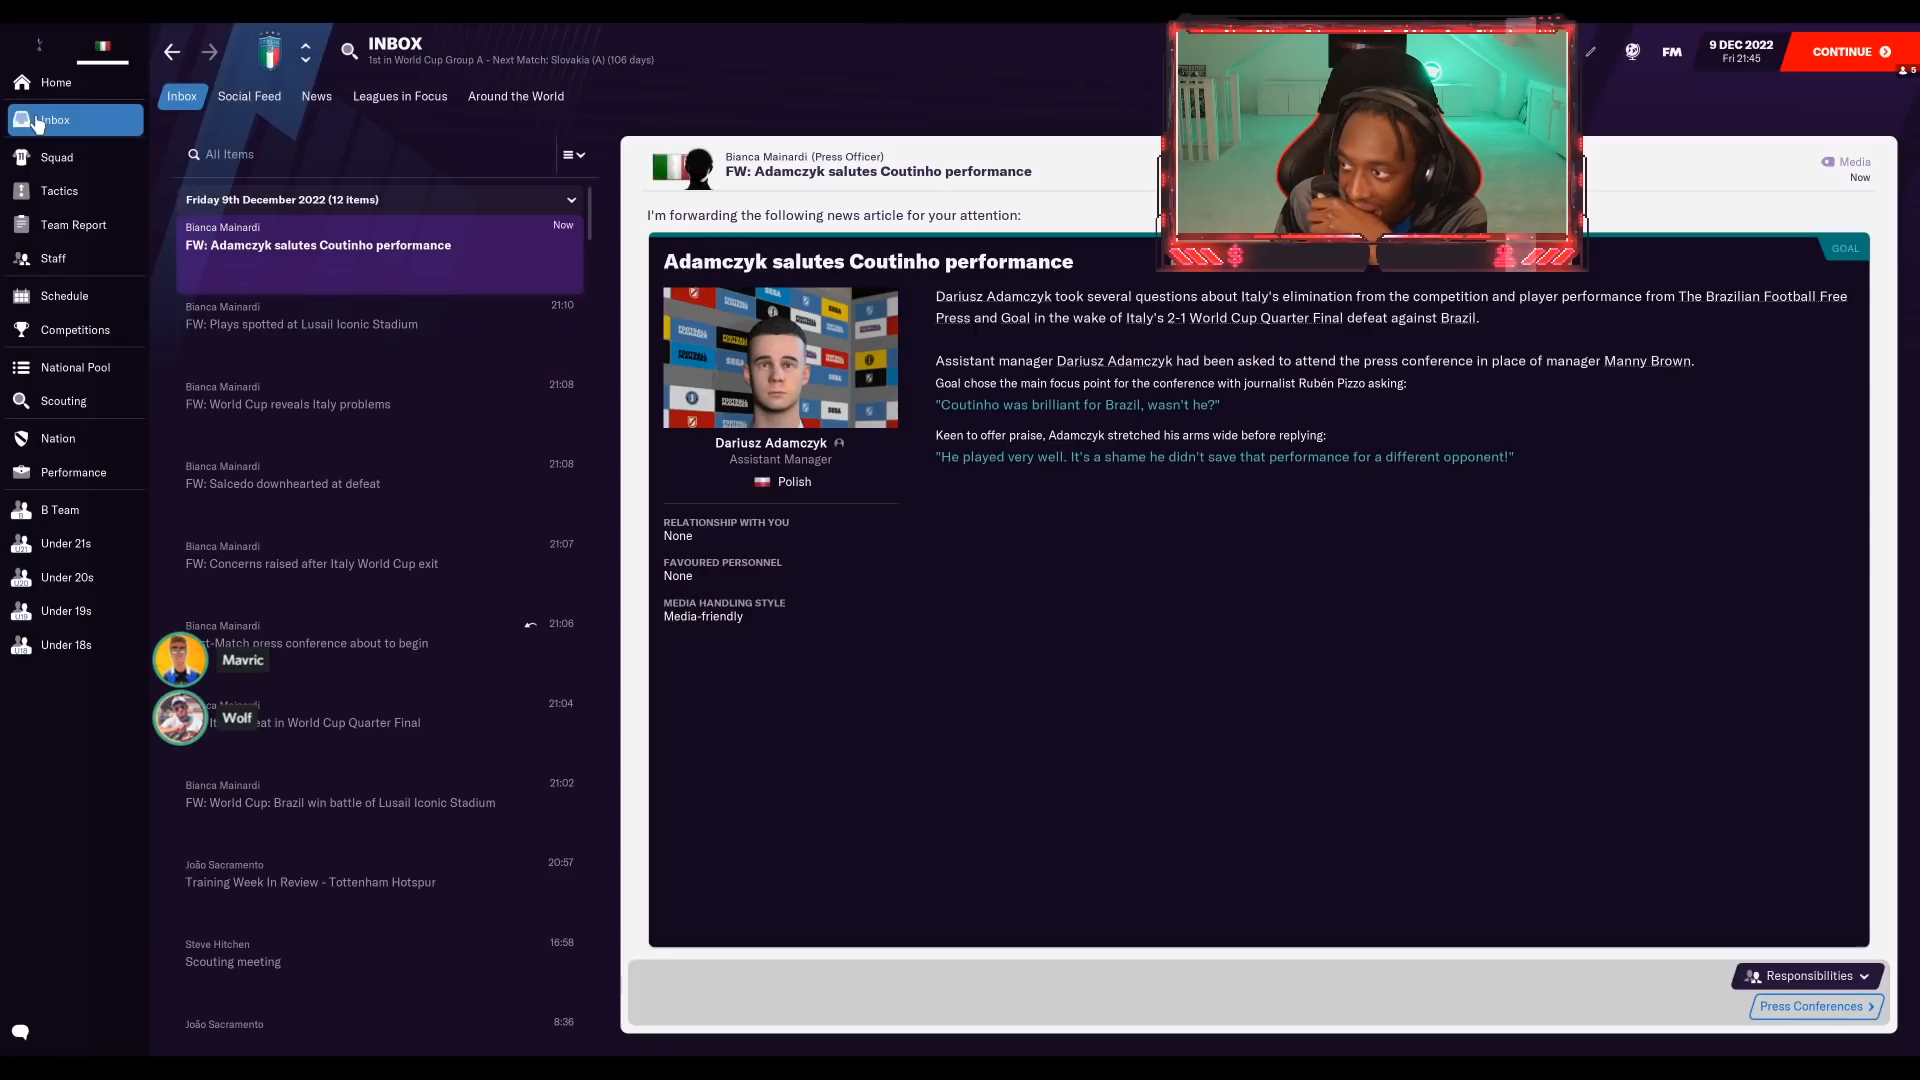 INBOX
1st in World Cup Group A - Next Match: Slovakia (A) (106 days)
FM
9 DEC 2022
Fri 21:45
CONTINUE
5
Home
Inbox
Squad
Tactics
Team Report
Staff
Schedule
Competitions
National Pool
Scouting
Nation
Performance
B Team
Under 21s
Under 20s
Under 19s
Under 18s
Inbox
Social Feed
News
Leagues in Focus
Around the World
All Items
Friday 9th December 2022 (12 items)
Bianca Mainardi
Now
FW: Adamczyk salutes Coutinho performance
Bianca Mainardi
21:10
FW: Plays spotted at Lusail Iconic Stadium
Bianca Mainardi
21:08
FW: World Cup reveals Italy problems
Bianca Mainardi
21:08
FW: Salcedo downhearted at defeat
Bianca Mainardi
21:07
FW: Concerns raised after Italy World Cup exit
Bianca Mainardi
21:06
st-Match press conference about to begin
Mavric
Mainardi
21:04
eat in World Cup Quarter Final
Wolf
Bianca Mainardi
21:02
FW: World Cup: Brazil win battle of Lusail Iconic Stadium
João Sacramento
20:57
Training Week In Review - Tottenham Hotspur
Steve Hitchen
16:58
Scouting meeting
João Sacramento
8:36
Bianca Mainardi (Press Officer)
FW: Adamczyk salutes Coutinho performance
Media
Now
I'm forwarding the following news article for your attention:
GOAL
Adamczyk salutes Coutinho performance
Dariusz Adamczyk
Assistant Manager
Polish
RELATIONSHIP WITH YOU
None
FAVOURED PERSONNEL
None
MEDIA HANDLING STYLE
Media-friendly
Dariusz Adamczyk took several questions about Italy's elimination from the competition and player performance from The Brazilian Football Free
Press and Goal in the wake of Italy's 2-1 World Cup Quarter Final defeat against Brazil.
Assistant manager Dariusz Adamczyk had been asked to attend the press conference in place of manager Manny Brown.
Goal chose the main focus point for the conference with journalist Rubén Pizzo asking:
"Coutinho was brilliant for Brazil, wasn't he?"
Keen to offer praise, Adamczyk stretched his arms wide before replying:
"He played very well. It's a shame he didn't save that performance for a different opponent!"
Responsibilities
Press Conferences